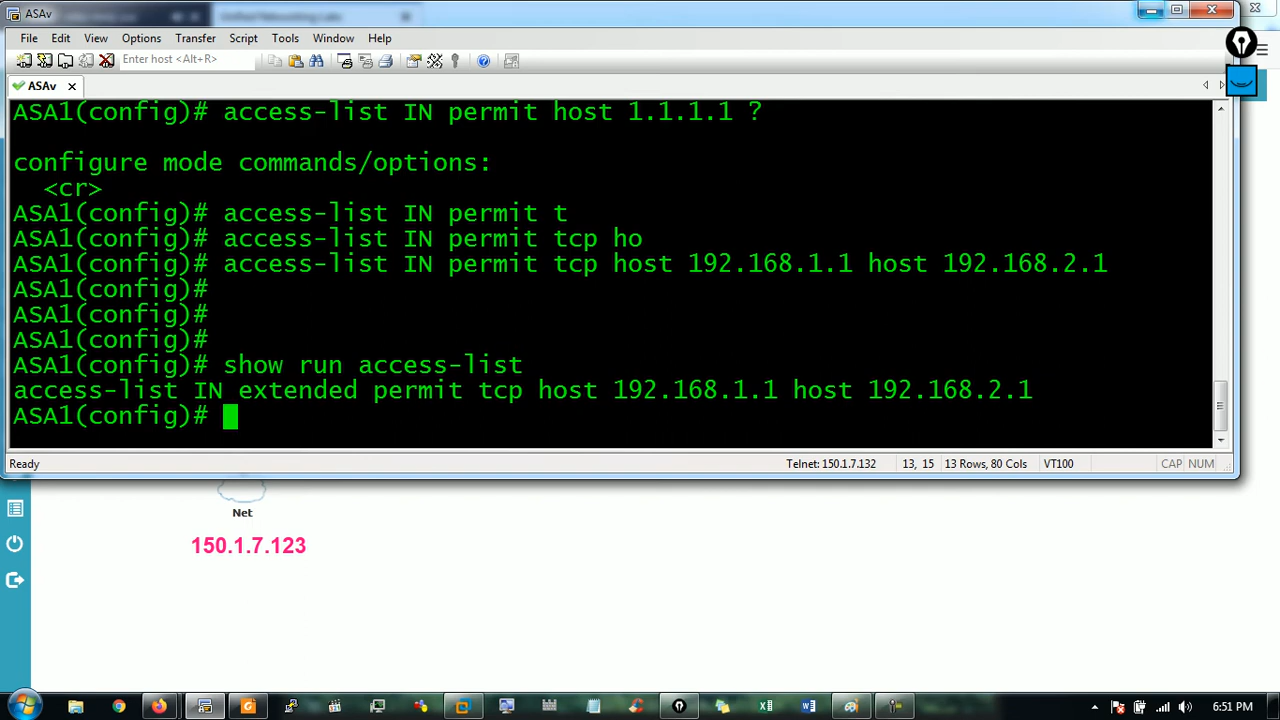 ASAv
File Edit View Options Transfer Script Tools Window Help
Enter host <Alt+R>
ASAv
ASA1(config)# access-list IN permit host 1.1.1.1 ?
configure mode commands/options:
<cr>
ASA1(config)# access-list IN permit t
ASA1(config)# access-list IN permit tcp ho
ASA1(config)# access-list IN permit tcp host 192.168.1.1 host 192.168.2.1
ASA1(config)#
ASA1(config)#
ASA1(config)#
ASA1(config)# show run access-list
access-list IN extended permit tcp host 192.168.1.1 host 192.168.2.1
ASA1(config)#
Ready Telnet: 150.1.7.132 13, 15 13 Rows, 80 Cols VT100 CAP NUM
Net
150.1.7.123
6:51 PM